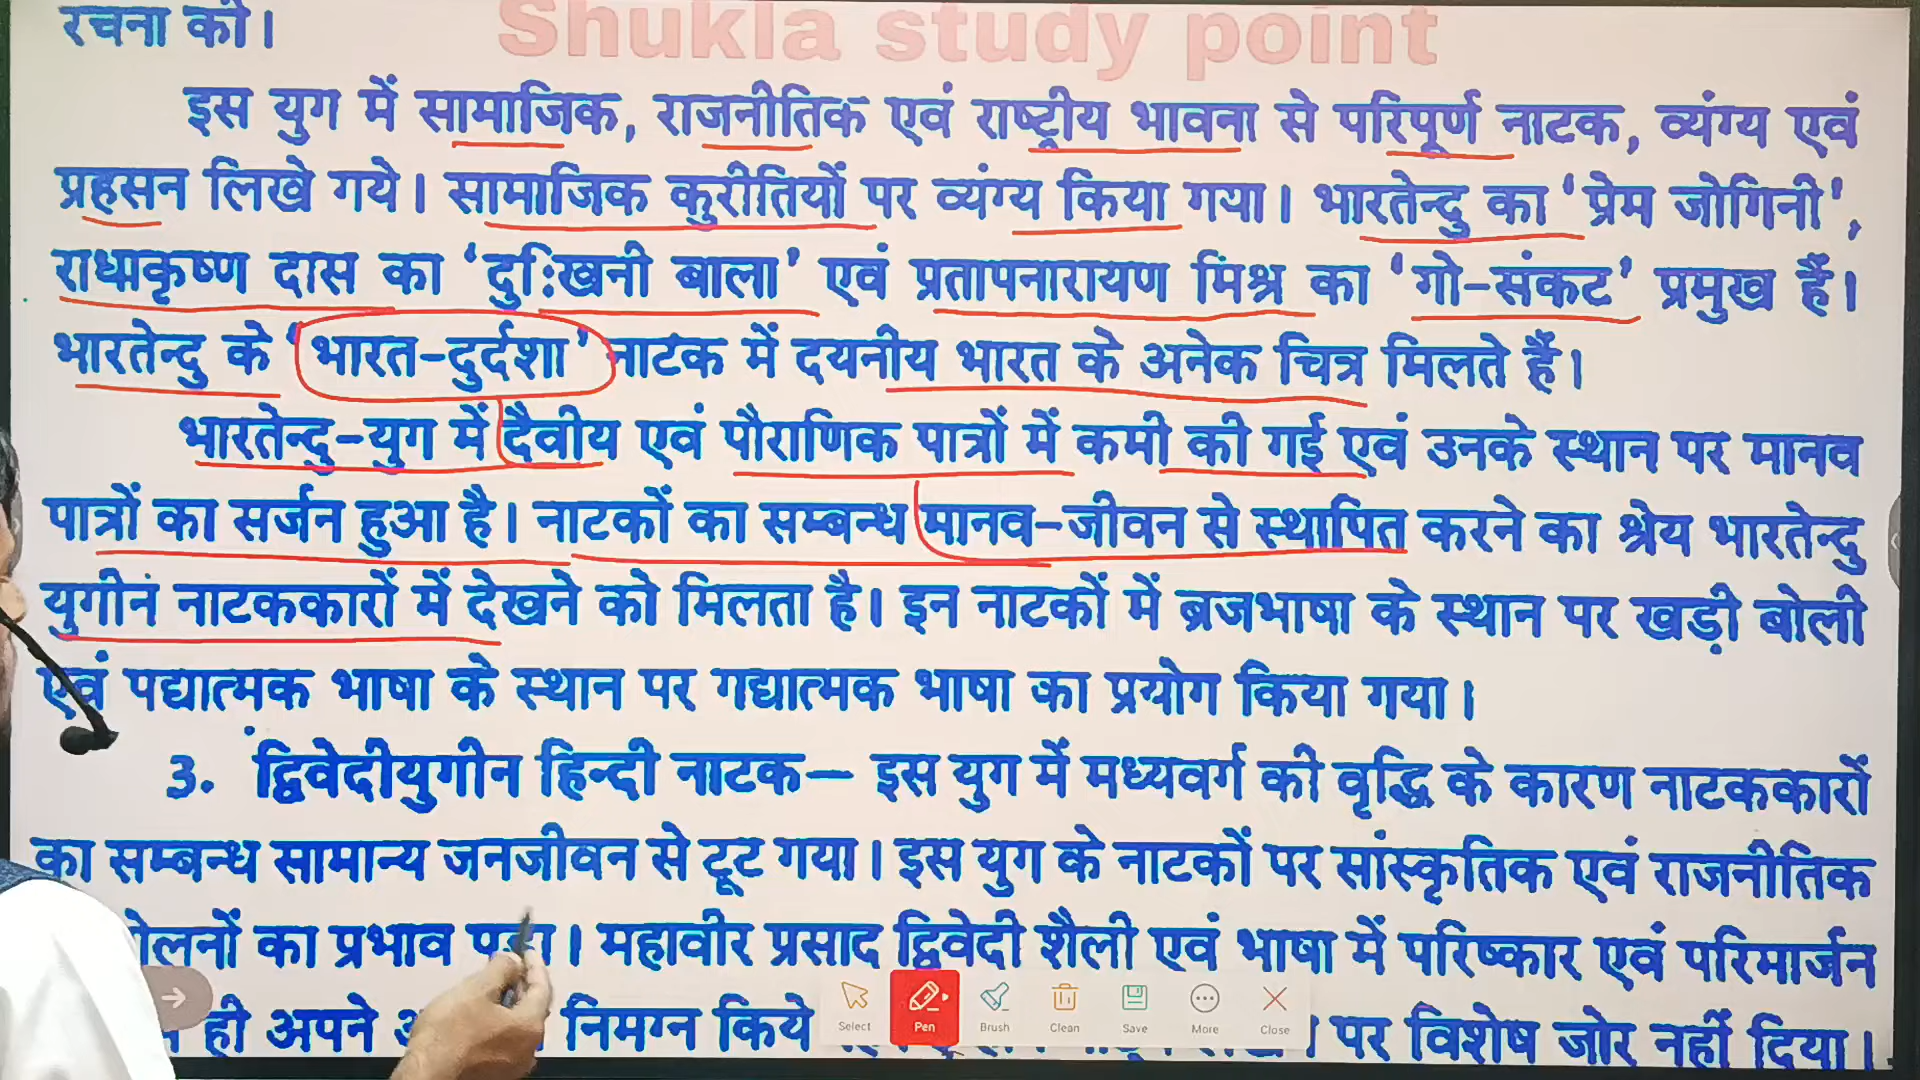 Shukla study point
रचना की।
इस युग में सामाजिक, राजनीतिक एवं राष्ट्रीय भावना से परिपूर्ण नाटक, व्यंग्य एवं
प्रहसन लिखे गये। सामाजिक कुरीतियों पर व्यंग्य किया गया। भारतेन्दु का ‘प्रेम जोगिनी’,
राधाकृष्ण दास का ‘दुःखिनी बाला’ एवं प्रतापनारायण मिश्र का ‘गो-संकट’ प्रमुख हैं।
भारतेन्दु के ‘भारत-दुर्दशा’ नाटक में दयनीय भारत के अनेक चित्र मिलते हैं।
भारतेन्दु-युग में दैवीय एवं पौराणिक पात्रों में कमी की गई एवं उनके स्थान पर मानव
पात्रों का सर्जन हुआ है। नाटकों का सम्बन्ध मानव-जीवन से स्थापित करने का श्रेय भारतेन्दु
युगीन नाटककारों में देखने को मिलता है। इन नाटकों में ब्रजभाषा के स्थान पर खड़ी बोली
एवं पद्यात्मक भाषा के स्थान पर गद्यात्मक भाषा का प्रयोग किया गया।
3. द्विवेदीयुगीन हिन्दी नाटक— इस युग में मध्यवर्ग की वृद्धि के कारण नाटककारों
का सम्बन्ध सामान्य जनजीवन से टूट गया। इस युग के नाटकों पर सांस्कृतिक एवं राजनीतिक
का प्रभाव पड़ा। महावीर प्रसाद द्विवेदी शैली एवं भाषा में परिष्कार एवं परिमार्जन
ही अपने निमग्न किये पर विशेष जोर नहीं दिया।
Select Pen Brush Clean Save More Close